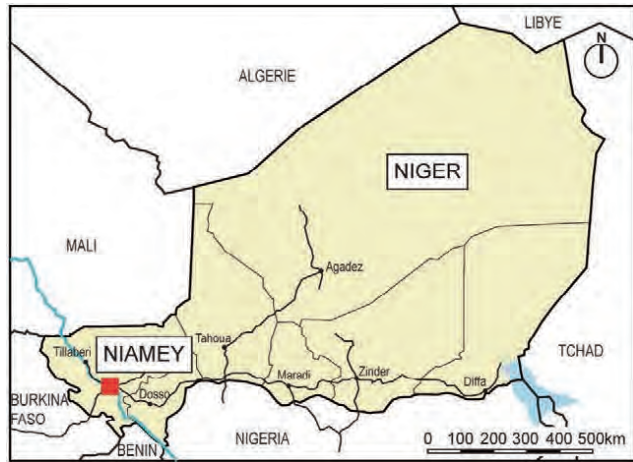 LIBYE
N
ALGERIE
NIGER
MALI
Agadez
Tahoua
Tillaberi
NIAMEY
TCHAD
Maradi
Zinder
Diffa
Dosso
BURKINA
FASO
NIGERIA
BENIN
0 100 200 300 400 500km